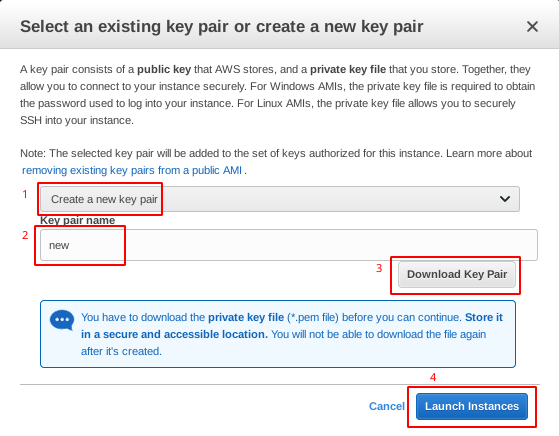 Select an existing key pair or create a new key pair ×
A key pair consists of a public key that AWS stores, and a private key file that you store. Together, they
allow you to connect to your instance securely. For Windows AMIs, the private key file is required to obtain
the password used to log into your instance. For Linux AMIs, the private key file allows you to securely
SSH into your instance.
Note: The selected key pair will be added to the set of keys authorized for this instance. Learn more about
removing existing key pairs from a public AMI .
1 Create a new key pair
Key pair name
2 new
3 Download Key Pair
You have to download the private key file (*.pem file) before you can continue. Store it
in a secure and accessible location. You will not be able to download the file again
after it's created.
4
Cancel Launch Instances